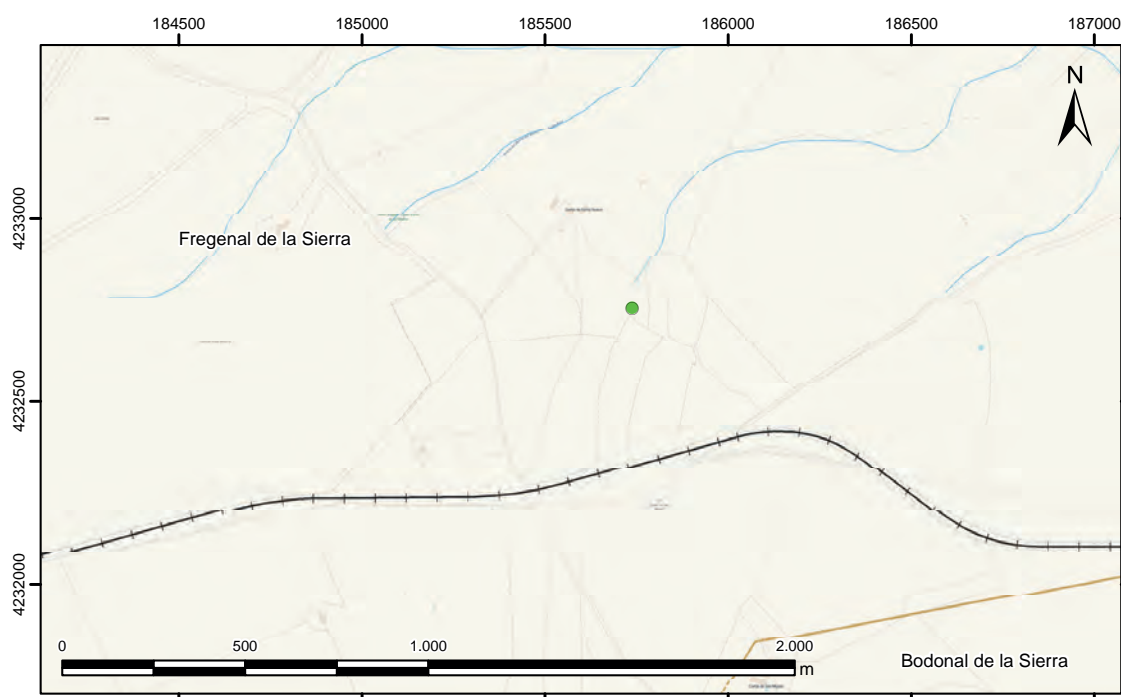 184500 185000 185500 186000 186500 187000
N
4233000
Fregenal de la Sierra
4232500
4232000
0 500 1.000 2.000
m
Bodonal de la Sierra